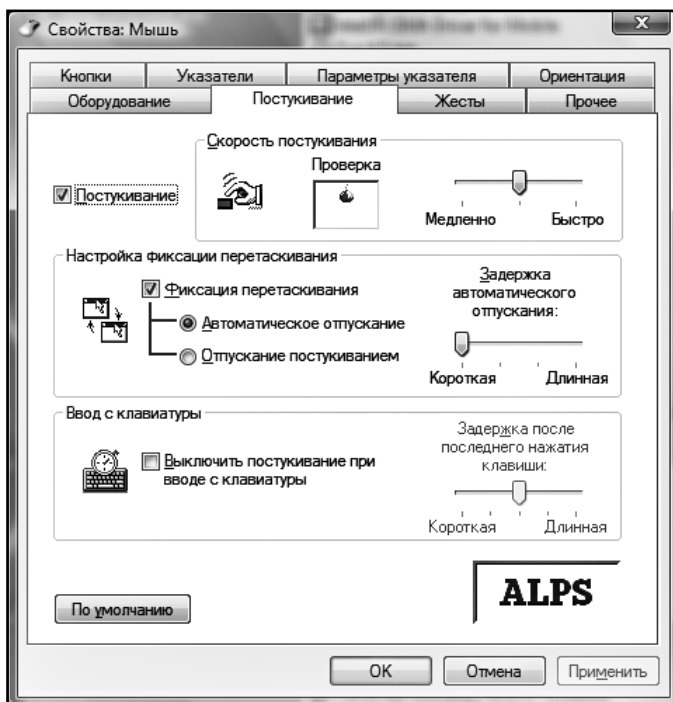 Свойства: Мышь
Кнопки Указатели Параметры указателя Ориентация
Оборудование Постукивание Жесты Прочее
Скорость постукивания
Проверка
Постукивание
Медленно Быстро
Настройка фиксации перетаскивания
Фиксация перетаскивания
Автоматическое отпускание
Отпускание постукиванием
Задержка
автоматического
отпускания:
Короткая Длинная
Ввод с клавиатуры
Выключить постукивание при
вводе с клавиатуры
Задержка после
последнего нажатия
клавиши:
Короткая Длинная
ALPS
По умолчанию
OK Отмена Применить